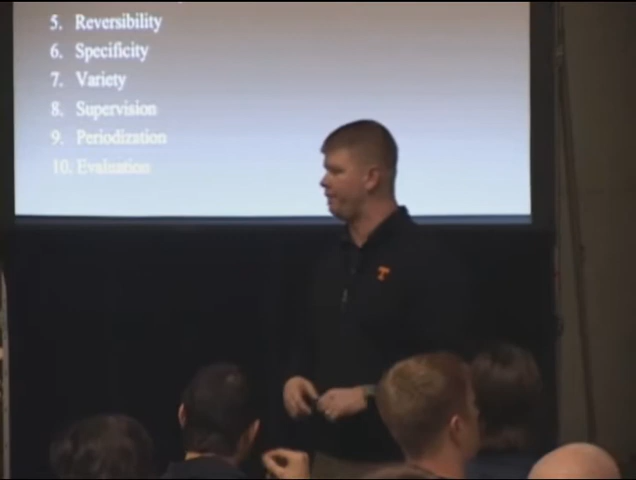 5. Reversibility
6. Specificity
7. Variety
8. Supervision
9. Periodization
10. Evaluation
T